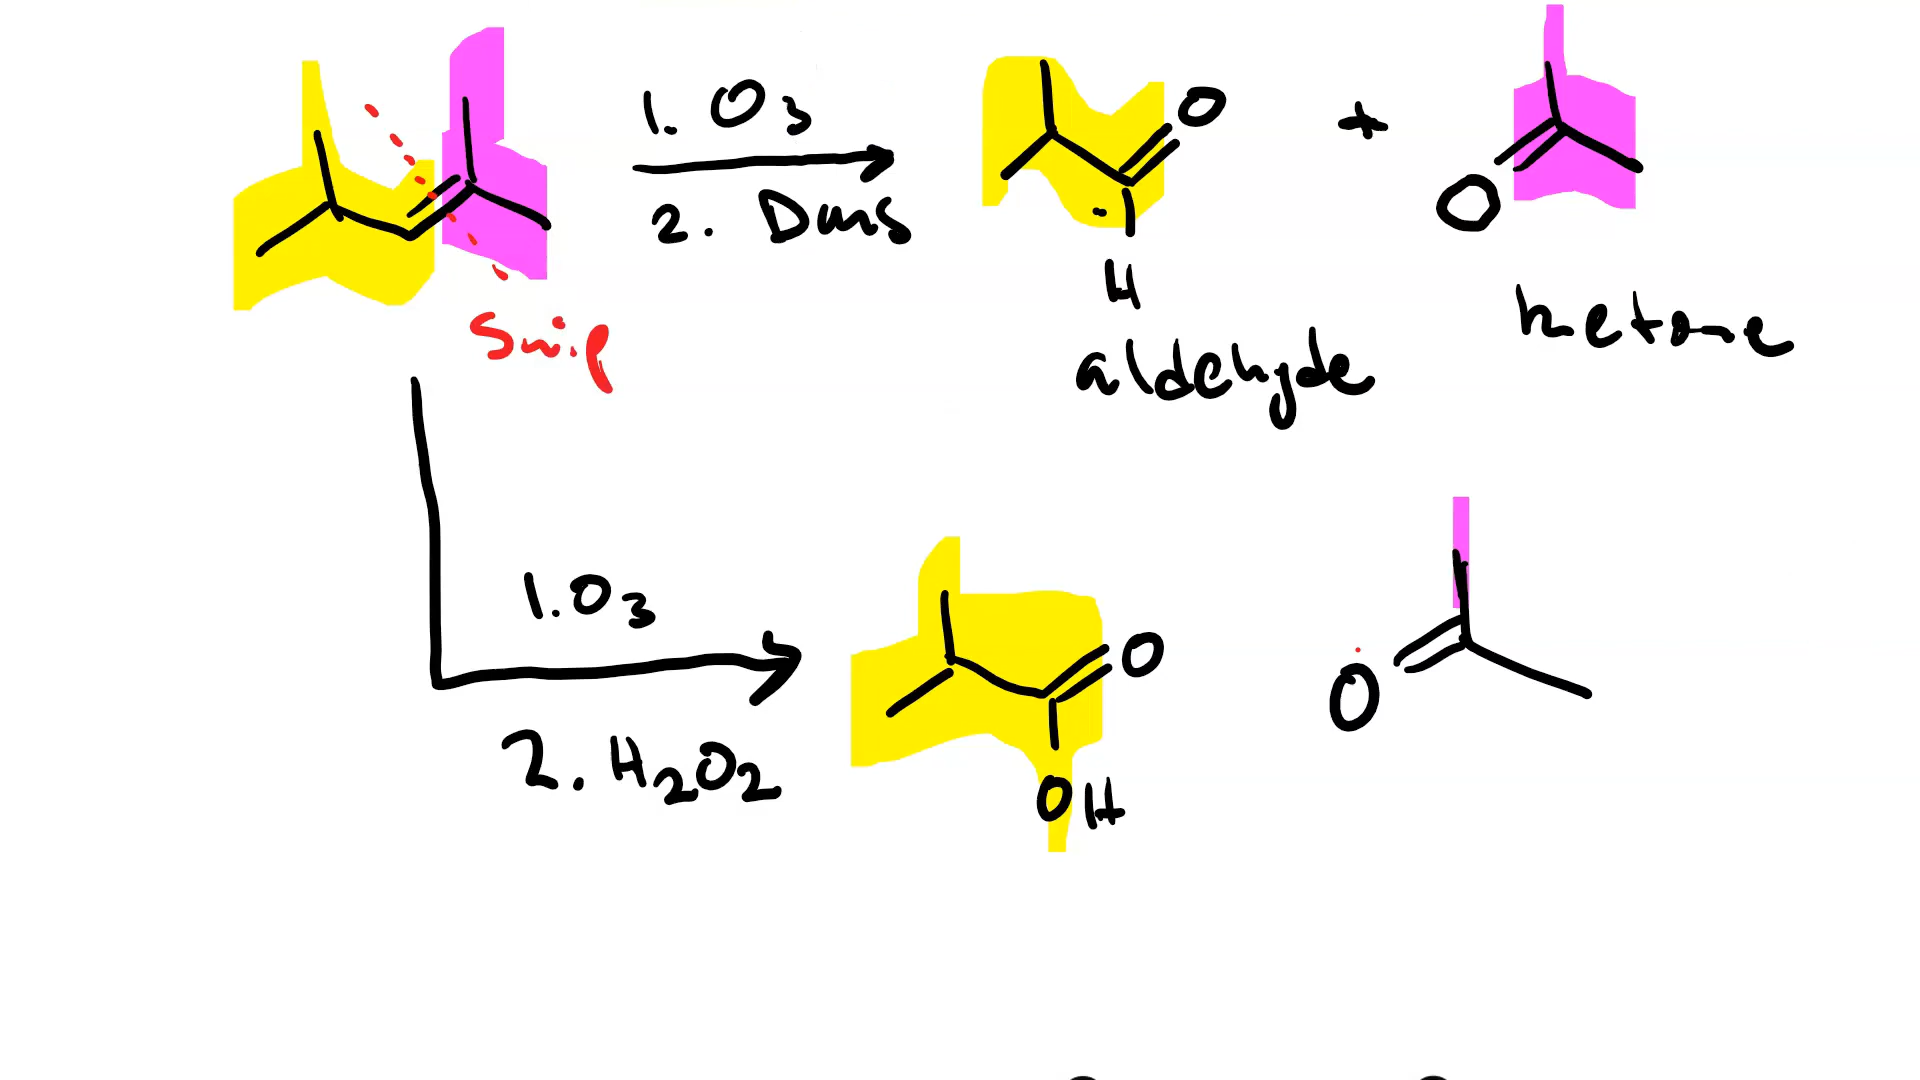 1. O3
2. DMS
O
+
O
H
Snip
aldehyde
ketone
1. O3
2. H2O2
O
OH
O